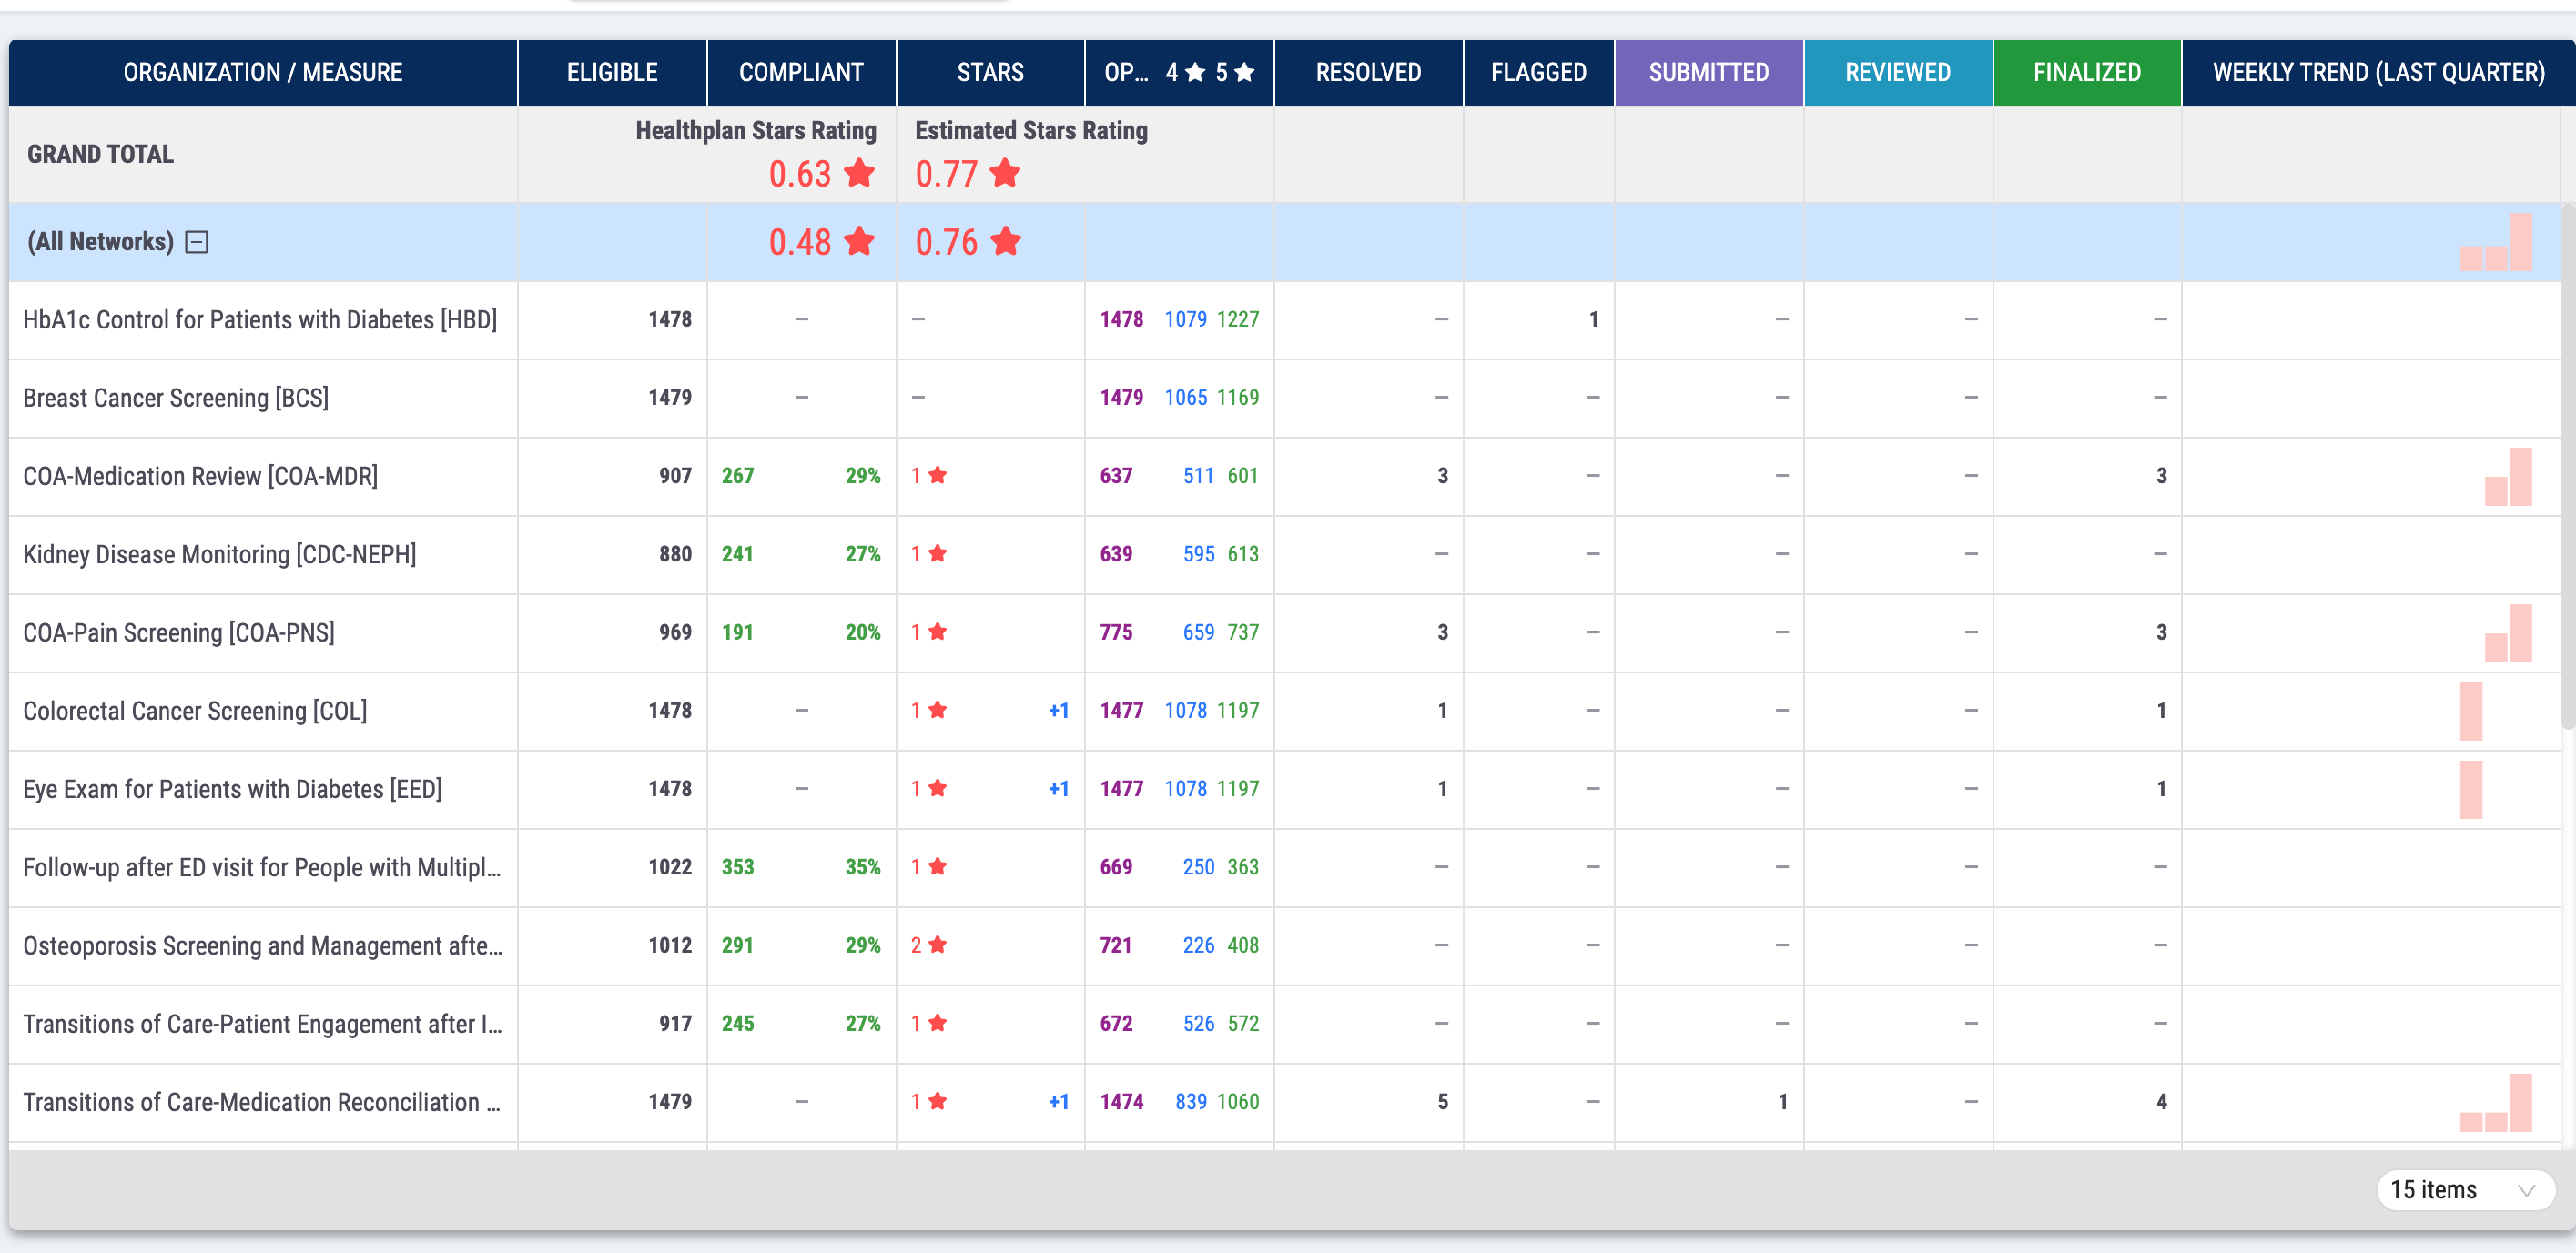 ORGANIZATION / MEASURE ELIGIBLE COMPLIANT STARS OP... 4 ★ 5 ★ RESOLVED FLAGGED SUBMITTED REVIEWED FINALIZED WEEKLY TREND (LAST QUARTER)
GRAND TOTAL Healthplan Stars Rating Estimated Stars Rating
0.63 ★ 0.77 ★
(All Networks) 0.48 ★ 0.76 ★
HbA1c Control for Patients with Diabetes [HBD] 1478 – – 1478 1079 1227 – 1 – – –
Breast Cancer Screening [BCS] 1479 – – 1479 1065 1169 – – – – –
COA-Medication Review [COA-MDR] 907 267 29% 1 ★ 637 511 601 3 – – – 3
Kidney Disease Monitoring [CDC-NEPH] 880 241 27% 1 ★ 639 595 613 – – – – –
COA-Pain Screening [COA-PNS] 969 191 20% 1 ★ 775 659 737 3 – – – 3
Colorectal Cancer Screening [COL] 1478 – 1 ★ +1 1477 1078 1197 1 – – – 1
Eye Exam for Patients with Diabetes [EED] 1478 – 1 ★ +1 1477 1078 1197 1 – – – 1
Follow-up after ED visit for People with Multipl... 1022 353 35% 1 ★ 669 250 363 – – – – –
Osteoporosis Screening and Management afte... 1012 291 29% 2 ★ 721 226 408 – – – – –
Transitions of Care-Patient Engagement after I... 917 245 27% 1 ★ 672 526 572 – – – – –
Transitions of Care-Medication Reconciliation ... 1479 – 1 ★ +1 1474 839 1060 5 – 1 – 4
15 items